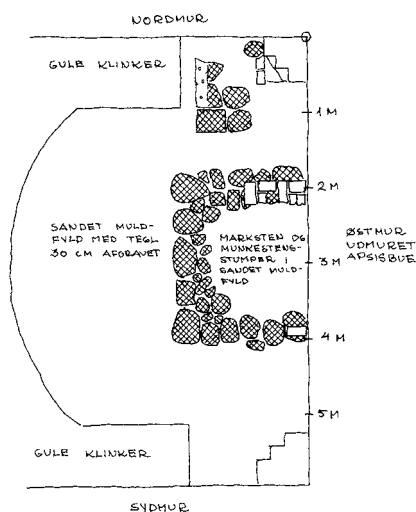 NORDMUR
GULE KLINKER
1 M
2 M
SANDET MULD-
FYLD MED TEGL
30 CM AFGRAVET
MARKSTEN OG
MUNKESTENS-
STUMPER I
SANDET MULD-
FYLD
3 M
ØSTMUR
UDMURET
APSISBUE
4 M
5 M
GULE KLINKER
SYDMUR